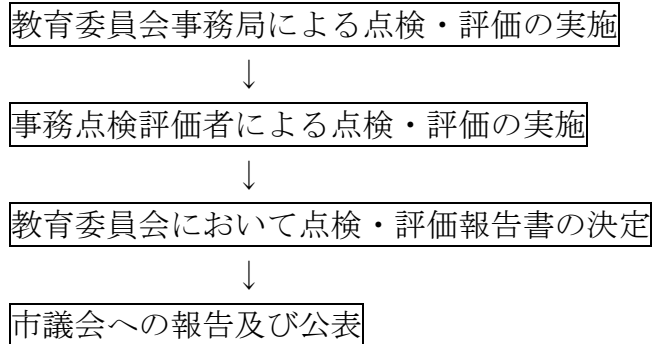 教育委員会事務局による点検・評価の実施
↓
事務点検評価者による点検・評価の実施
↓
教育委員会において点検・評価報告書の決定
↓
市議会への報告及び公表